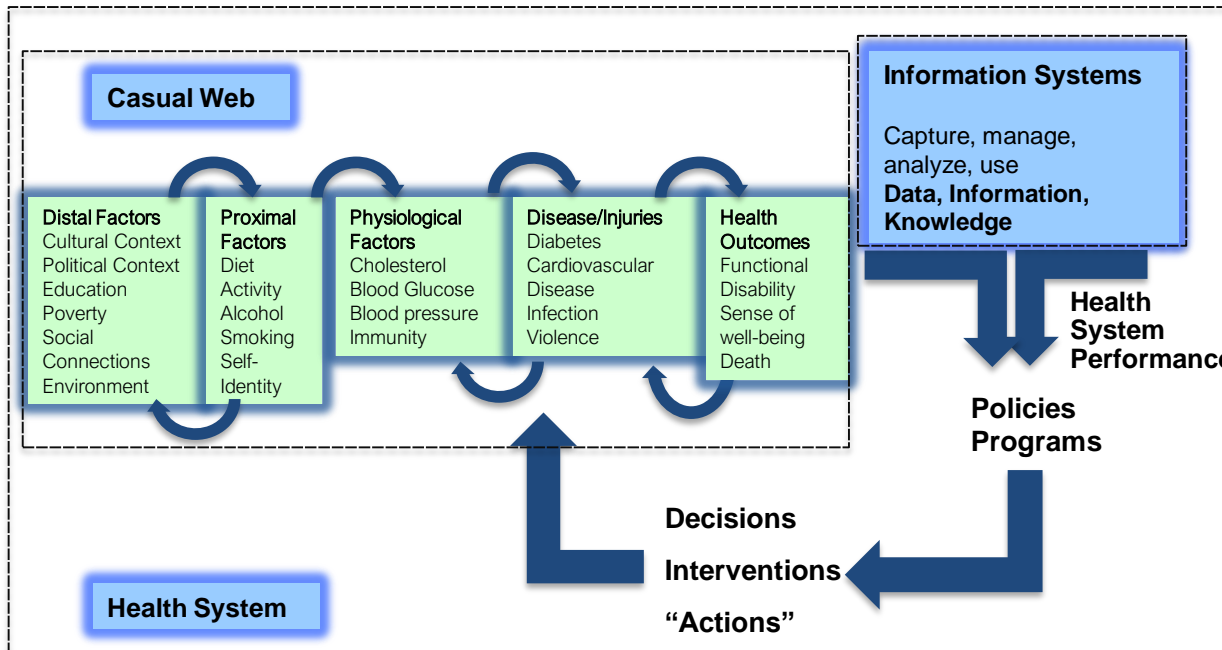 Casual Web
Information Systems
Capture, manage,
analyze, use
Data, Information,
Knowledge
Distal Factors
Cultural Context
Political Context
Education
Poverty
Social
Connections
Environment
Proximal
Factors
Diet
Activity
Alcohol
Smoking
Self-
Identity
Physiological
Factors
Cholesterol
Blood Glucose
Blood pressure
Immunity
Disease/Injuries
Diabetes
Cardiovascular
Disease
Infection
Violence
Health
Outcomes
Functional
Disability
Sense of
well-being
Death
Health
System
Performance
Policies
Programs
Decisions
Interventions
“Actions”
Health System